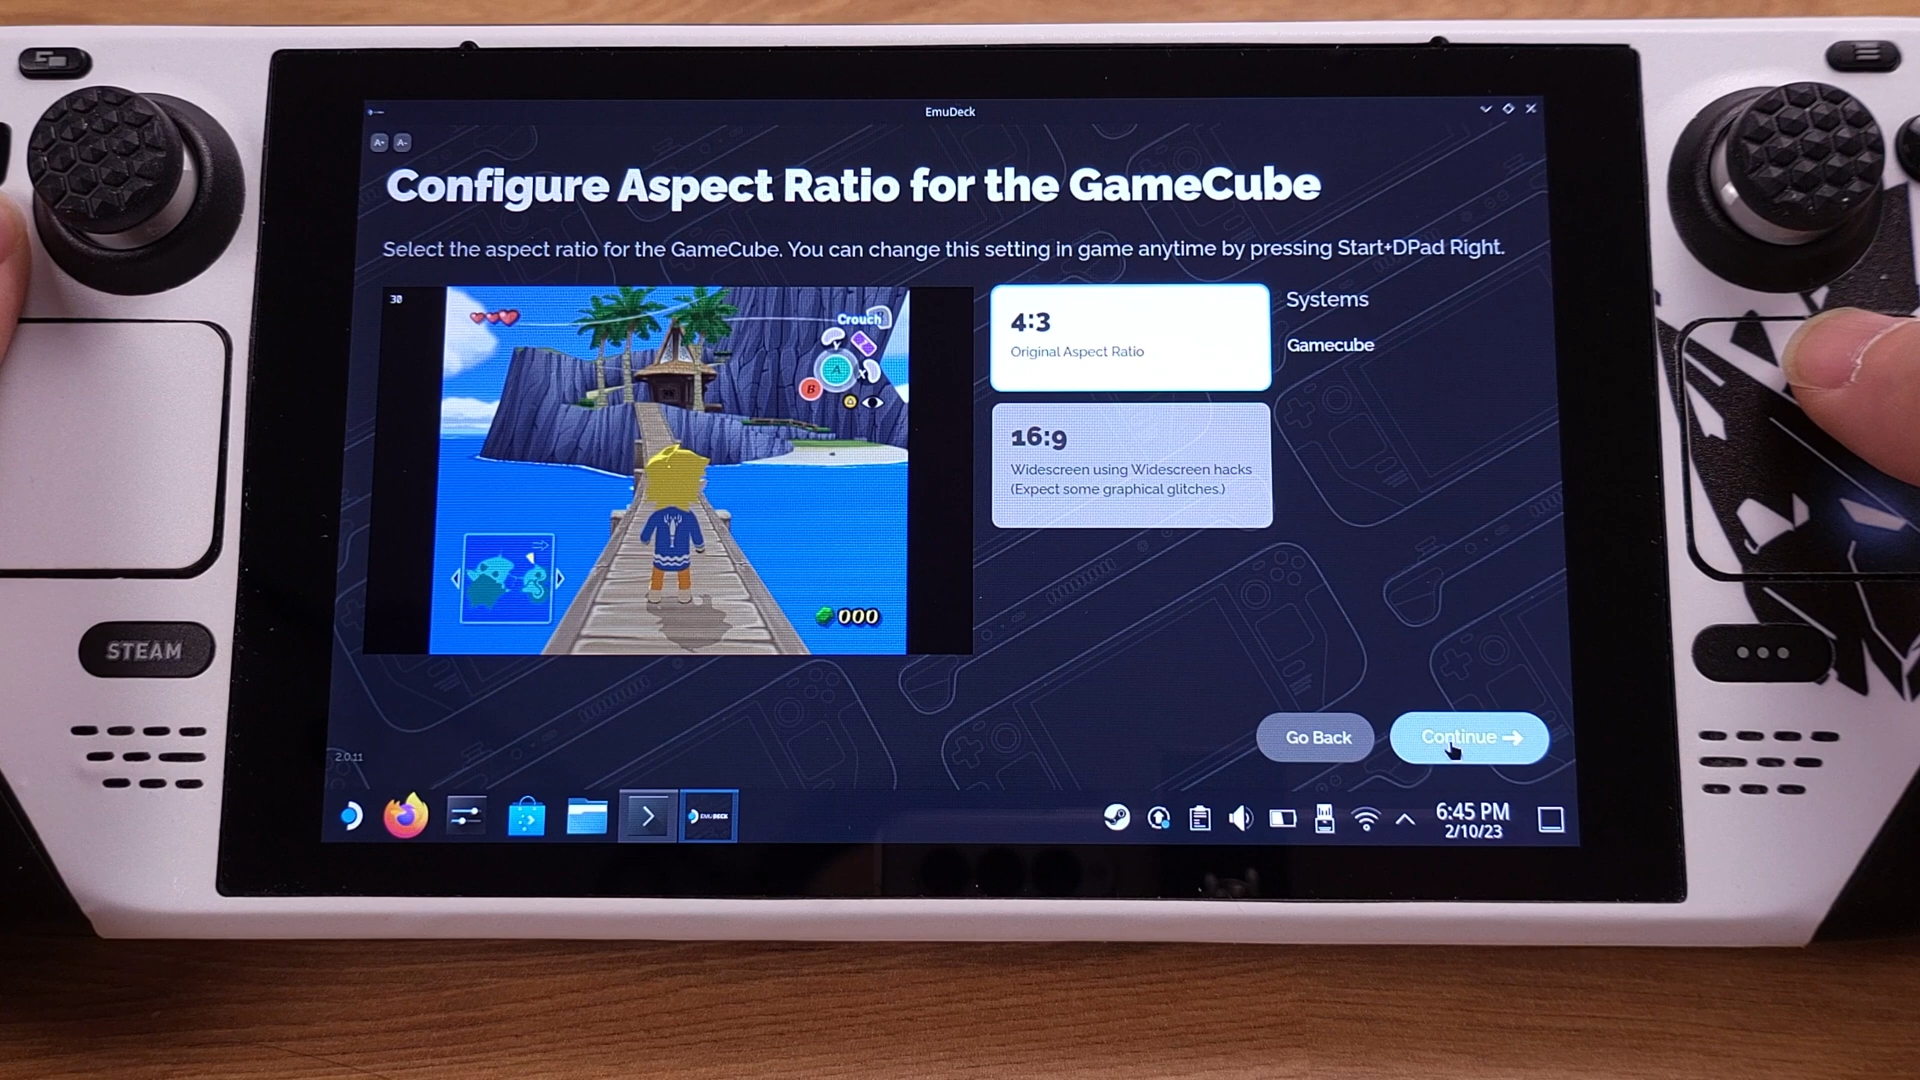 EmuDeck
A+ A-
Configure Aspect Ratio for the GameCube
Select the aspect ratio for the GameCube. You can change this setting in game anytime by pressing Start+DPad Right.
30
Crouch
Y
A
X
B
000
4:3
Original Aspect Ratio
16:9
Widescreen using Widescreen hacks
(Expect some graphical glitches.)
Systems
Gamecube
Go Back
Continue →
2.0.11
STEAM
EMUDECK
6:45 PM
2/10/23